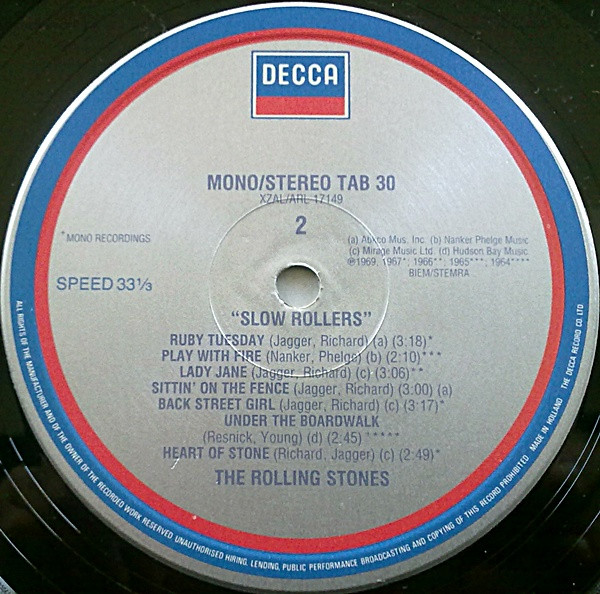 DECCA
MONO/STEREO TAB 30
XZAL/ARL 17149
2
*MONO RECORDINGS
(a) Abkco Mus. Inc. (b) Nanker Phelge Music
(c) Mirage Music Ltd. (d) Hudson Bay Music
℗1969, 1967*; 1966**; 1965***; 1964****
BIEM/STEMRA
SPEED 33⅓
"SLOW ROLLERS"
RUBY TUESDAY (Jagger, Richard) (a) (3:18)*
PLAY WITH FIRE (Nanker, Phelge) (b) (2:10)***
LADY JANE (Jagger, Richard) (c) (3:06)**
SITTIN' ON THE FENCE (Jagger, Richard) (3:00) (a)
BACK STREET GIRL (Jagger, Richard) (c) (3:17)*
UNDER THE BOARDWALK
(Resnick, Young) (d) (2:45)****
HEART OF STONE (Richard, Jagger) (c) (2:49)*
THE ROLLING STONES
ALL RIGHTS OF THE MANUFACTURER AND OF THE OWNER OF THE RECORDED WORK RESERVED. UNAUTHORISED HIRING, LENDING, PUBLIC PERFORMANCE BROADCASTING AND COPYING OF THIS RECORD PROHIBITED. MADE IN HOLLAND THE DECCA RECORD CO LTD